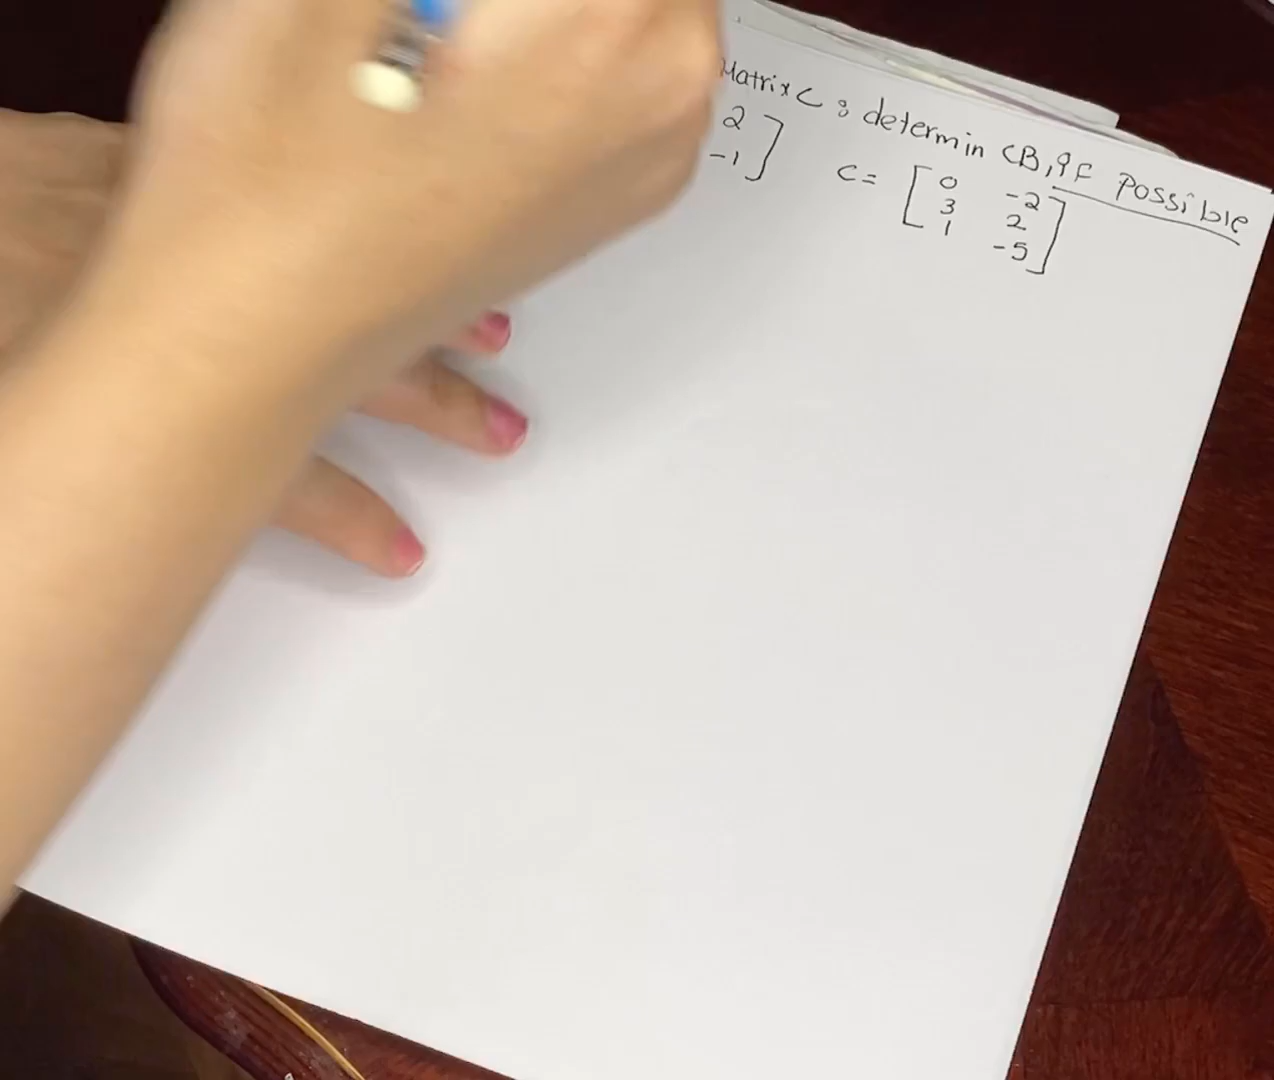 Matrix C : determin CB, if possible
2
-1 ] C = [ 0 -2
3 2
1 -5 ]